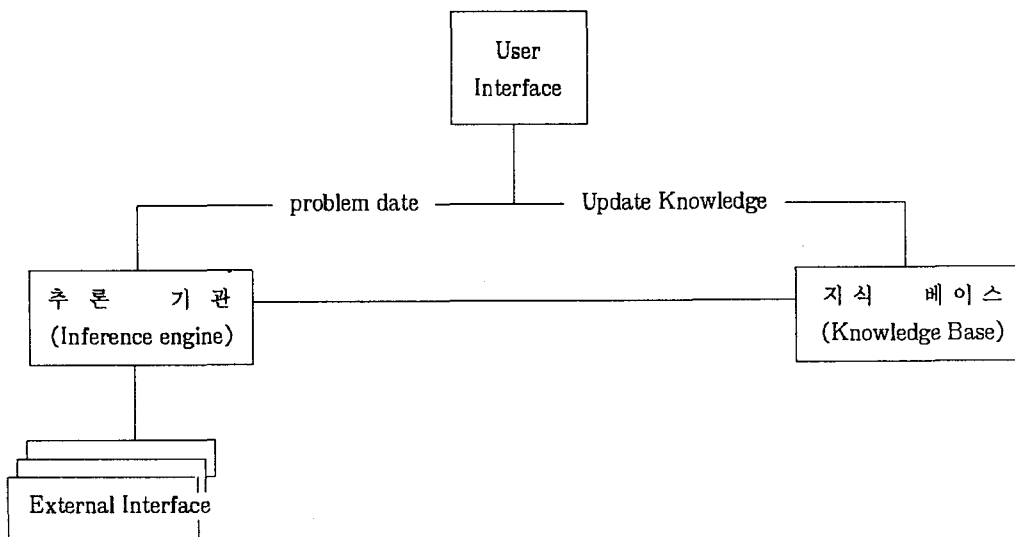 User
Interface
problem date
Update Knowledge
추 론 기 관
(Inference engine)
지식 베이스
(Knowledge Base)
External Interface